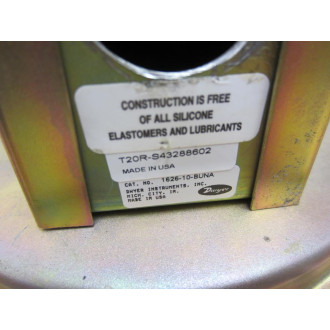 CONSTRUCTION IS FREE
OF ALL SILICONE
ELASTOMERS AND LUBRICANTS
T20R-S43288602
MADE IN USA
CAT. NO. 1626-10-BUNA
DWYER INSTRUMENTS, INC.
MICH. CITY, IN.
MADE IN USA
Dwyer